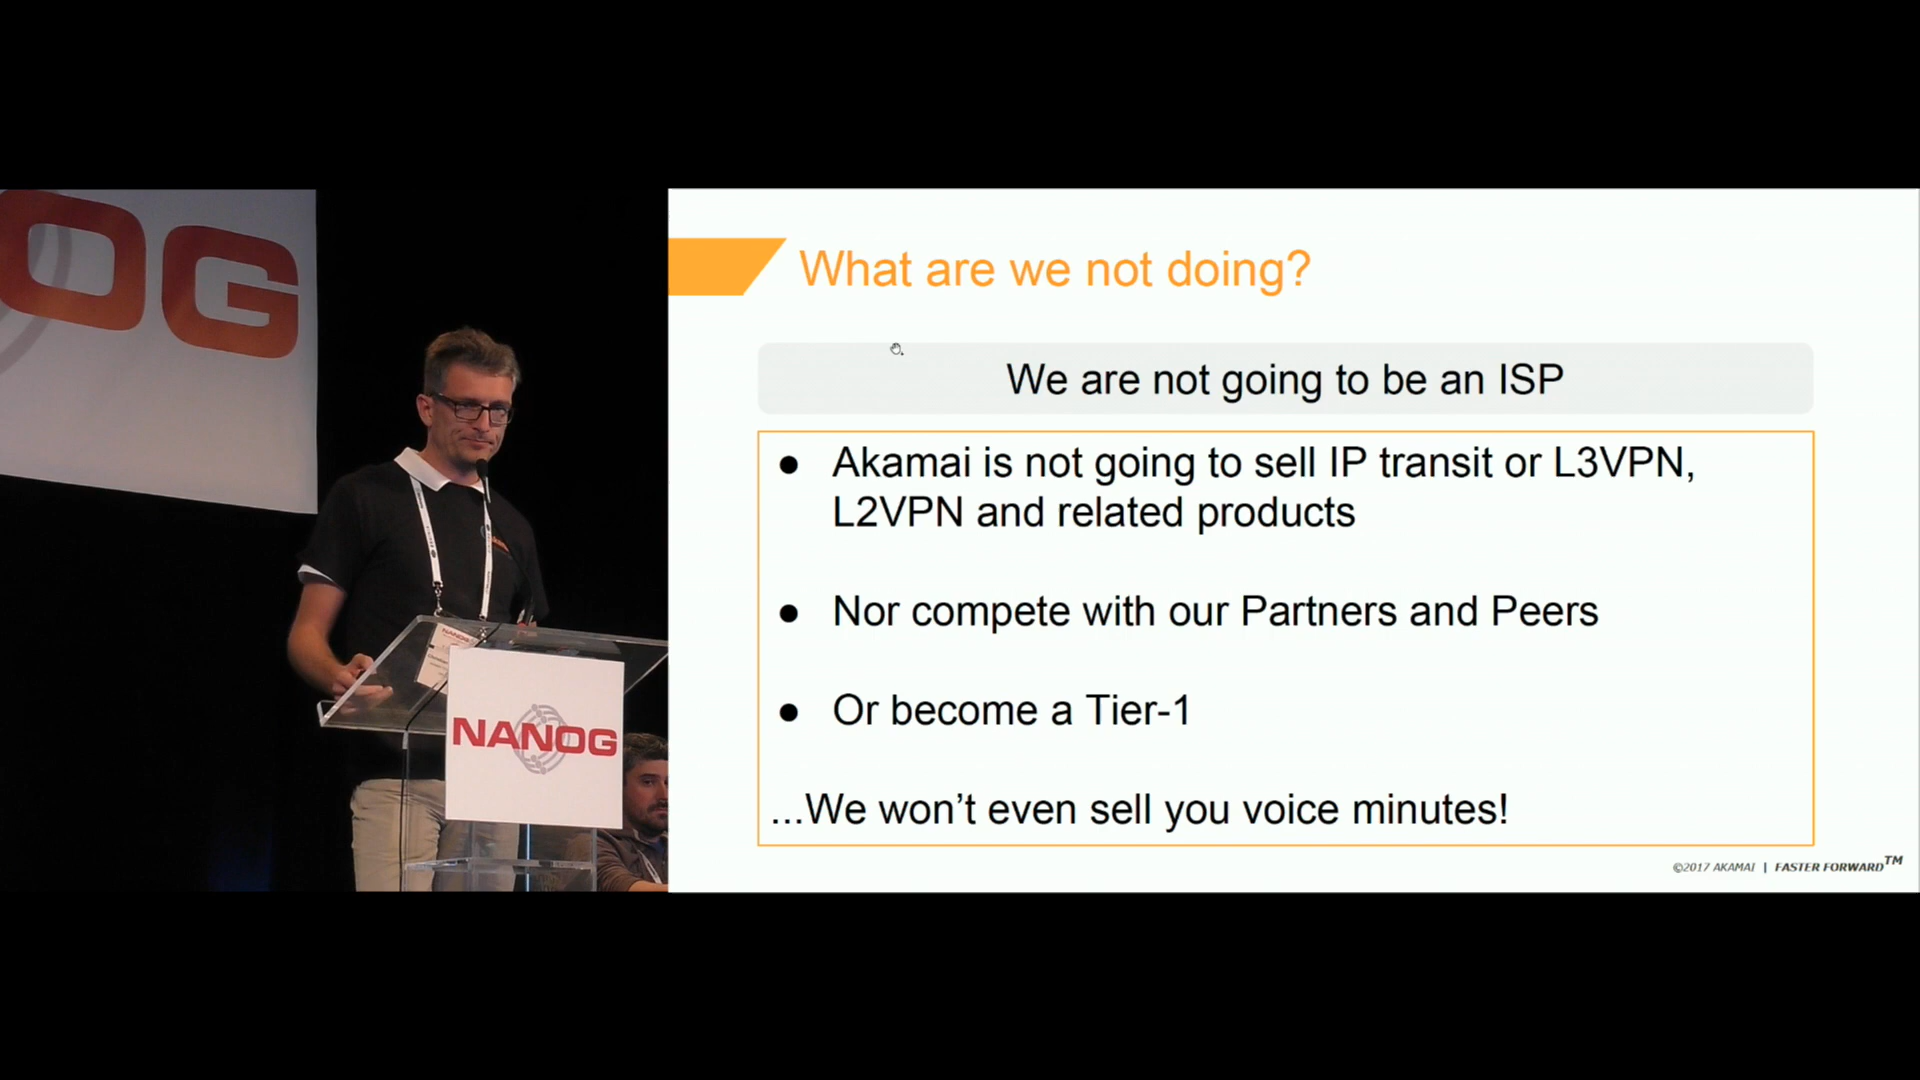 OG
NANOG
What are we not doing?
We are not going to be an ISP
● Akamai is not going to sell IP transit or L3VPN,
L2VPN and related products
● Nor compete with our Partners and Peers
● Or become a Tier-1
...We won’t even sell you voice minutes!
©2017 AKAMAI | FASTER FORWARD™